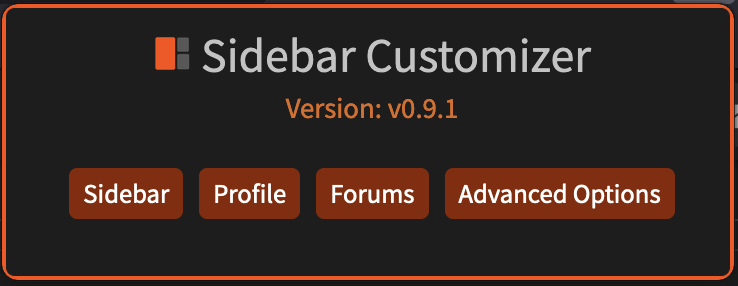 Sidebar Customizer
Version: v0.9.1
Sidebar Profile Forums Advanced Options